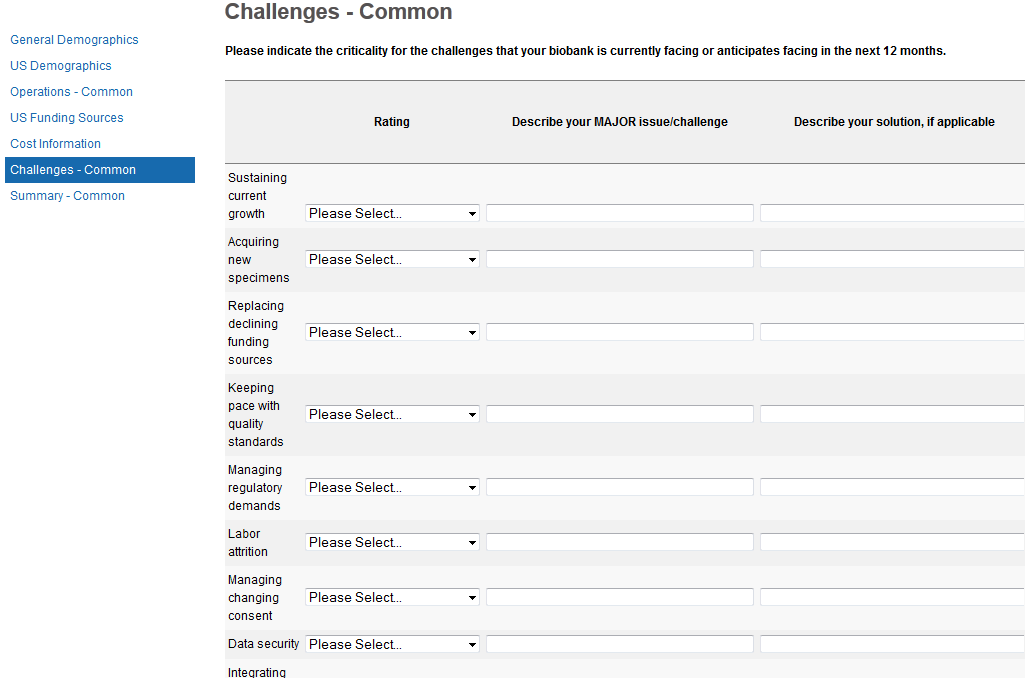 Challenges - Common
General Demographics
US Demographics
Operations - Common
US Funding Sources
Cost Information
Challenges - Common
Summary - Common
Please indicate the criticality for the challenges that your biobank is currently facing or anticipates facing in the next 12 months.
Rating Describe your MAJOR issue/challenge Describe your solution, if applicable
Sustaining
current
growth Please Select...
Acquiring
new Please Select...
specimens
Replacing
declining
funding Please Select...
sources
Keeping
pace with Please Select...
quality
standards
Managing
regulatory Please Select...
demands
Labor
attrition Please Select...
Managing
changing Please Select...
consent
Data security Please Select...
Integrating